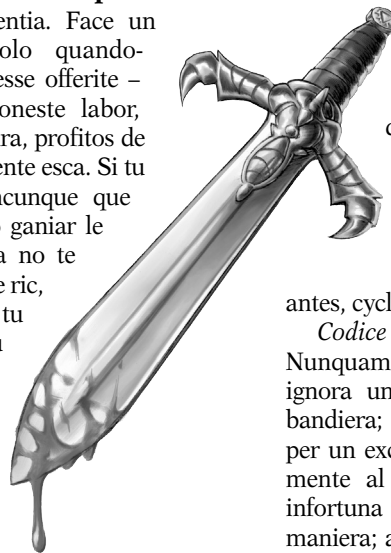 entia. Face un
olo quando-
esse offerite –
oneste labor,
ra, profitos de
ente esca. Si tu
ncunque que
ganiar le
a no te
e ric,
tu
antes, cycl
Codice
Nunquam
ignora un
bandiera;
per un exc
mente al
infortuna
maniera; a